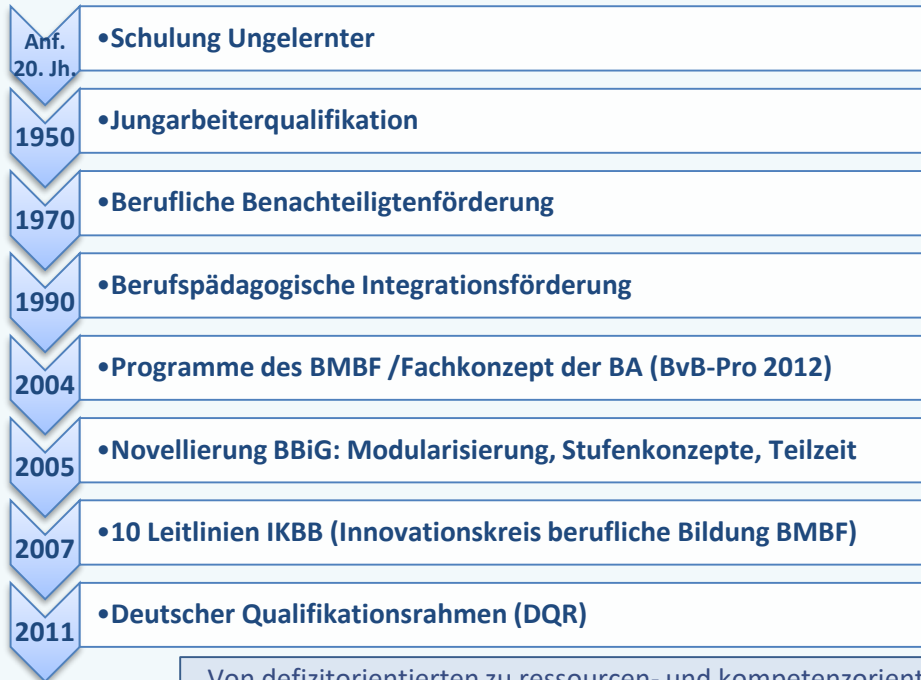 Anf.
20. Jh.
•Schulung Ungelernter
1950
•Jungarbeiterqualifikation
1970
•Berufliche Benachteiligtenförderung
1990
•Berufspädagogische Integrationsförderung
2004
•Programme des BMBF /Fachkonzept der BA (BvB-Pro 2012)
2005
•Novellierung BBiG: Modularisierung, Stufenkonzepte, Teilzeit
2007
•10 Leitlinien IKBB (Innovationskreis berufliche Bildung BMBF)
2011
•Deutscher Qualifikationsrahmen (DQR)
Von defizitorientierten zu ressourcen- und kompetenzorient